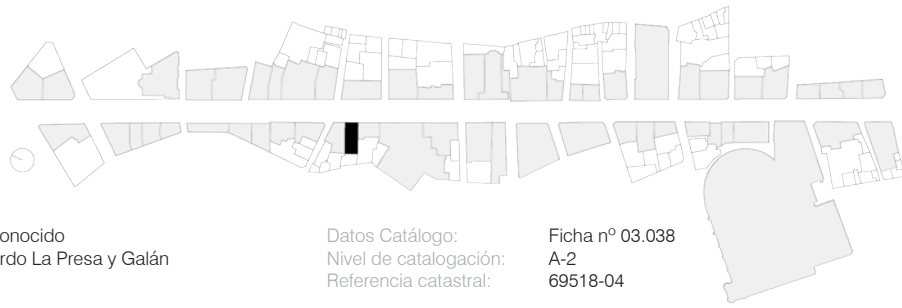 onocido
rdo La Presa y Galán
Datos Catálogo: Ficha nº 03.038
Nivel de catalogación: A-2
Referencia catastral: 69518-04